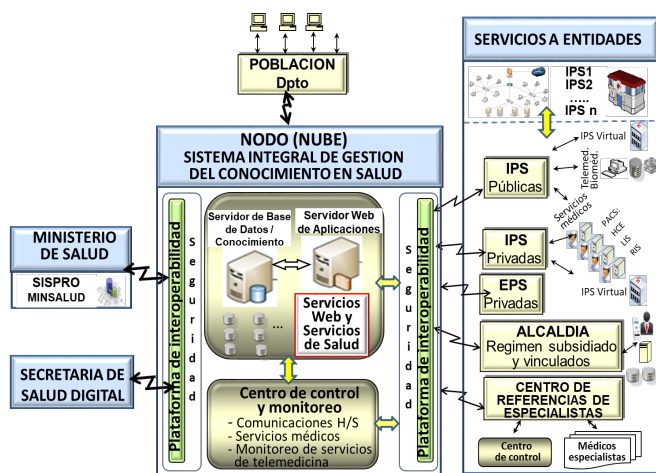 POBLACION
Dpto
NODO (NUBE)
SISTEMA INTEGRAL DE GESTION
DEL CONOCIMIENTO EN SALUD
MINISTERIO
DE SALUD
SISPRO
MINSALUD
SECRETARIA DE
SALUD DIGITAL
Plataforma de interoperabilidad
Seguridad
Servidor de Base
de Datos /
Conocimiento
Servidor Web
de Aplicaciones
...
Servicios
Web y
Servicios
de Salud
Centro de control
y monitoreo
- Comunicaciones H/S
- Servicios médicos
- Monitoreo de servicios
de telemedicina
Seguridad
Plataforma de interoperabilidad
SERVICIOS A ENTIDADES
IPS1
IPS2
.....
IPS n
IPS
Públicas
IPS Virtual
Telemed.
Bioméd.
Servicios
médicos
PACS:
HCE
LIS
RIS
IPS
Privadas
IPS Virtual
EPS
Privadas
ALCALDIA
Regimen subsidiado
y vinculados
CENTRO DE
REFERENCIAS DE
ESPECIALISTAS
Centro
de control
Médicos
especialistas